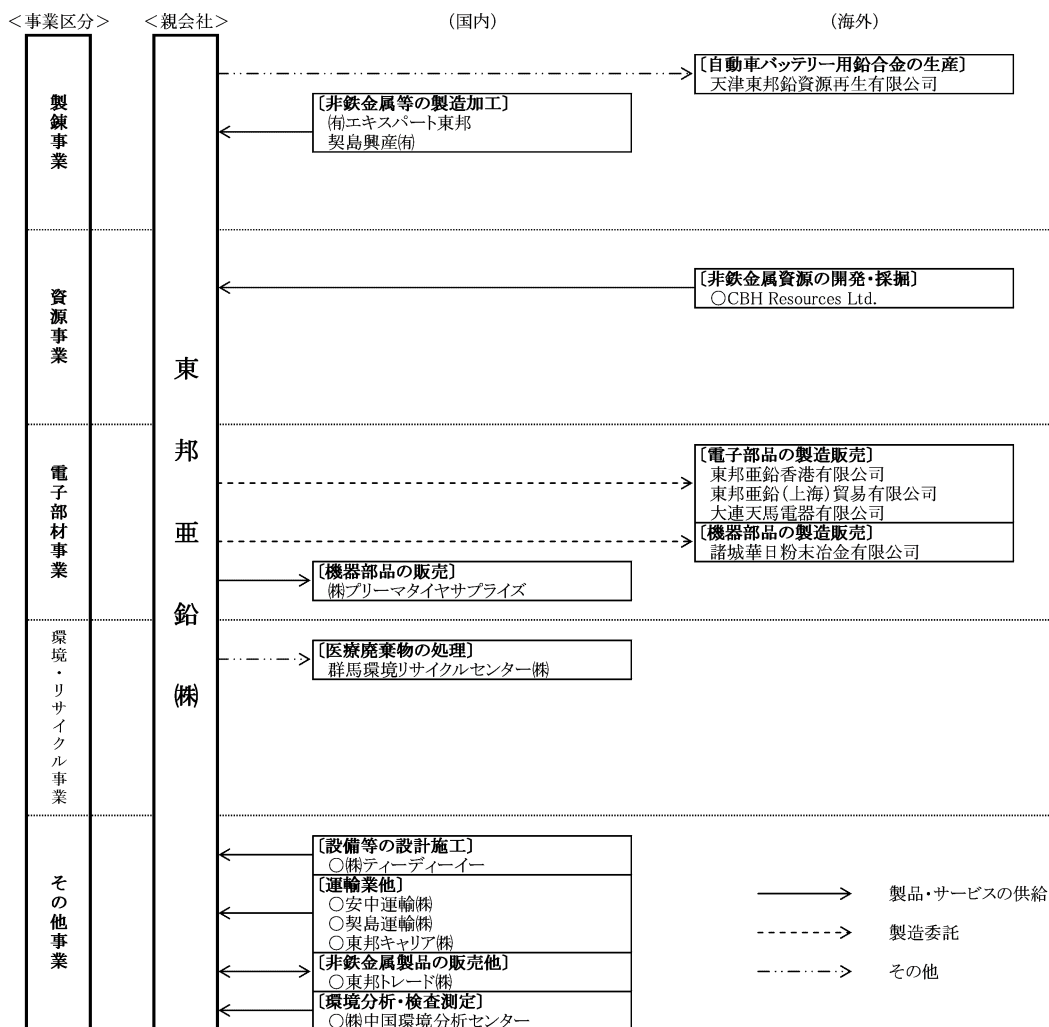 ＜事業区分＞ ＜親会社＞ (国内) (海外)
製錬事業
〔自動車バッテリー用鉛合金の生産〕
天津東邦鉛資源再生有限公司
〔非鉄金属等の製造加工〕
㈲エキスパート東邦
契島興産㈲
資源事業
〔非鉄金属資源の開発・採掘〕
○CBH Resources Ltd.
東邦亜鉛㈱
電子部材事業
〔電子部品の製造販売〕
東邦亜鉛香港有限公司
東邦亜鉛(上海)貿易有限公司
大連天馬電器有限公司
〔機器部品の製造販売〕
諸城華日粉末冶金有限公司
〔機器部品の販売〕
㈱プリーマタイヤサプライズ
環境・リサイクル事業
〔医療廃棄物の処理〕
群馬環境リサイクルセンター㈱
その他事業
〔設備等の設計施工〕
○㈱ティーディーイー
〔運輸業他〕
○安中運輸㈱
○契島運輸㈱
○東邦キャリア㈱
〔非鉄金属製品の販売他〕
○東邦トレード㈱
〔環境分析・検査測定〕
○㈱中国環境分析センター
製品・サービスの供給
製造委託
その他